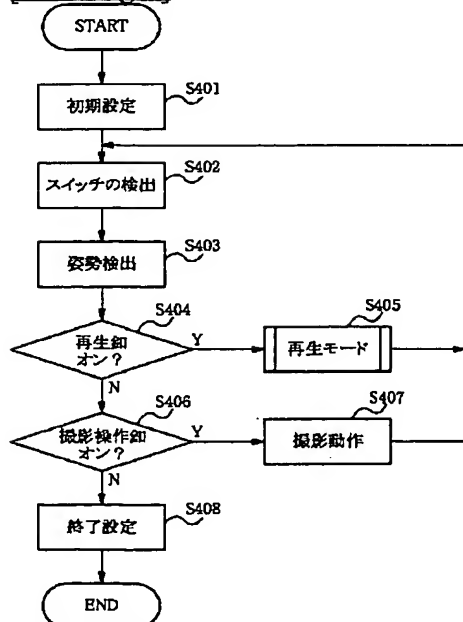 START
S401
初期設定
S402
スイッチの検出
S403
姿勢検出
S404
再生釦
オン？
Y
S405
再生モード
N
S406
撮影操作釦
オン？
Y
S407
撮影動作
N
S408
終了設定
END